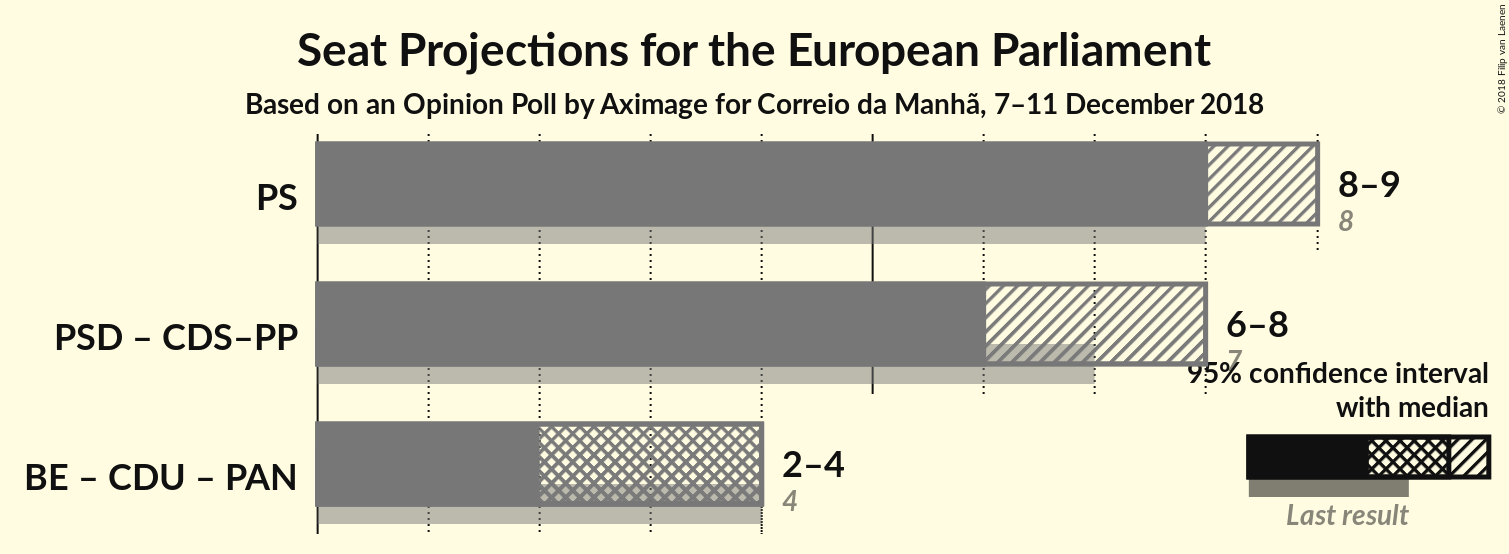 Seat Projections for the European Parliament
Based on an Opinion Poll by Aximage for Correio da Manhã, 7–11 December 2018
© 2018 Filip van Laenen
PS
8–9
8
PSD – CDS–PP
6–8
7
95% confidence interval
with median
BE – CDU – PAN
2–4
4
Last result